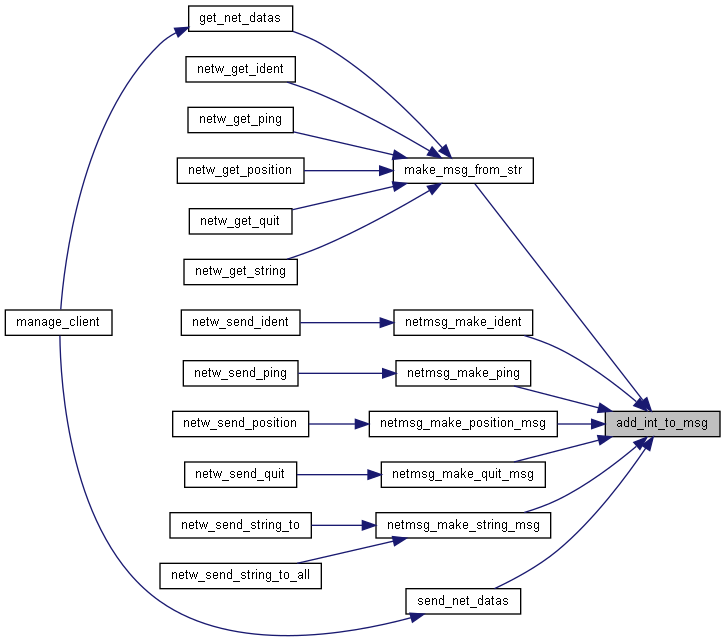 get_net_datas
netw_get_ident
netw_get_ping
make_msg_from_str
netw_get_position
netw_get_quit
netw_get_string
manage_client
netw_send_ident
netmsg_make_ident
netw_send_ping
netmsg_make_ping
netw_send_position
netmsg_make_position_msg
add_int_to_msg
netw_send_quit
netmsg_make_quit_msg
netw_send_string_to
netmsg_make_string_msg
netw_send_string_to_all
send_net_datas